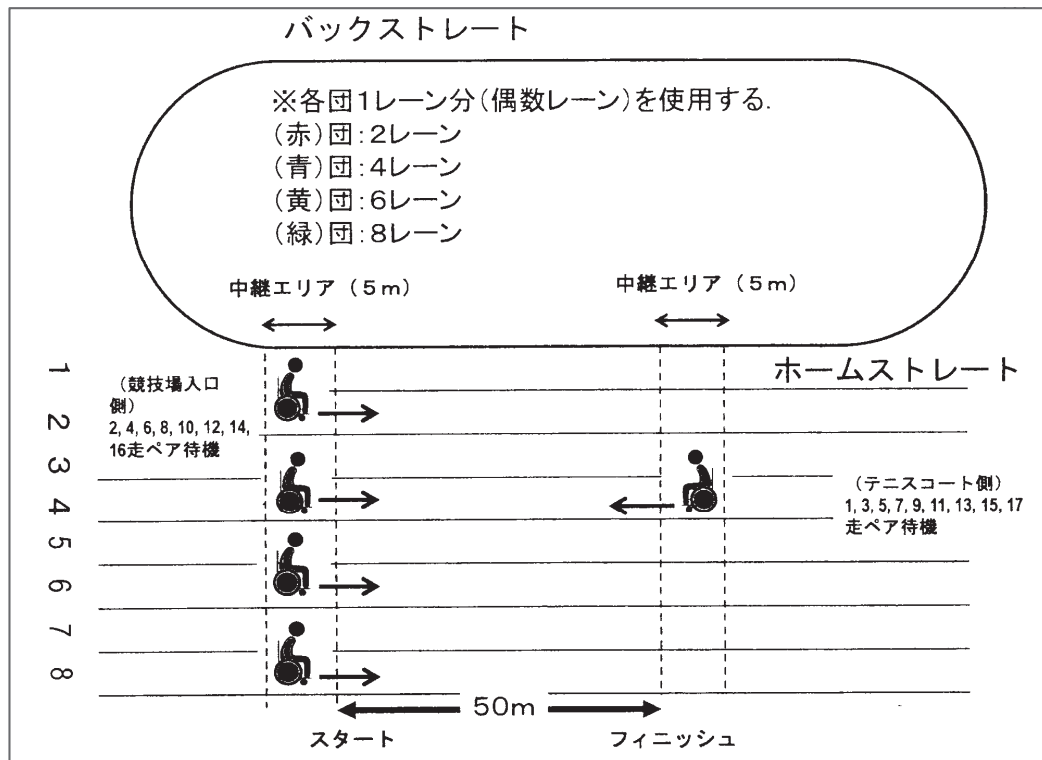 バックストレート
※各団1レーン分(偶数レーン)を使用する.
(赤)団:2レーン
(青)団:4レーン
(黄)団:6レーン
(緑)団:8レーン
中継エリア（5m）
中継エリア（5m）
ホームストレート
1
2
3
4
5
6
7
8
（競技場入口
側）
2, 4, 6, 8, 10, 12, 14,
16走ペア待機
（テニスコート側）
1, 3, 5, 7, 9, 11, 13, 15, 17
走ペア待機
50m
スタート
フィニッシュ